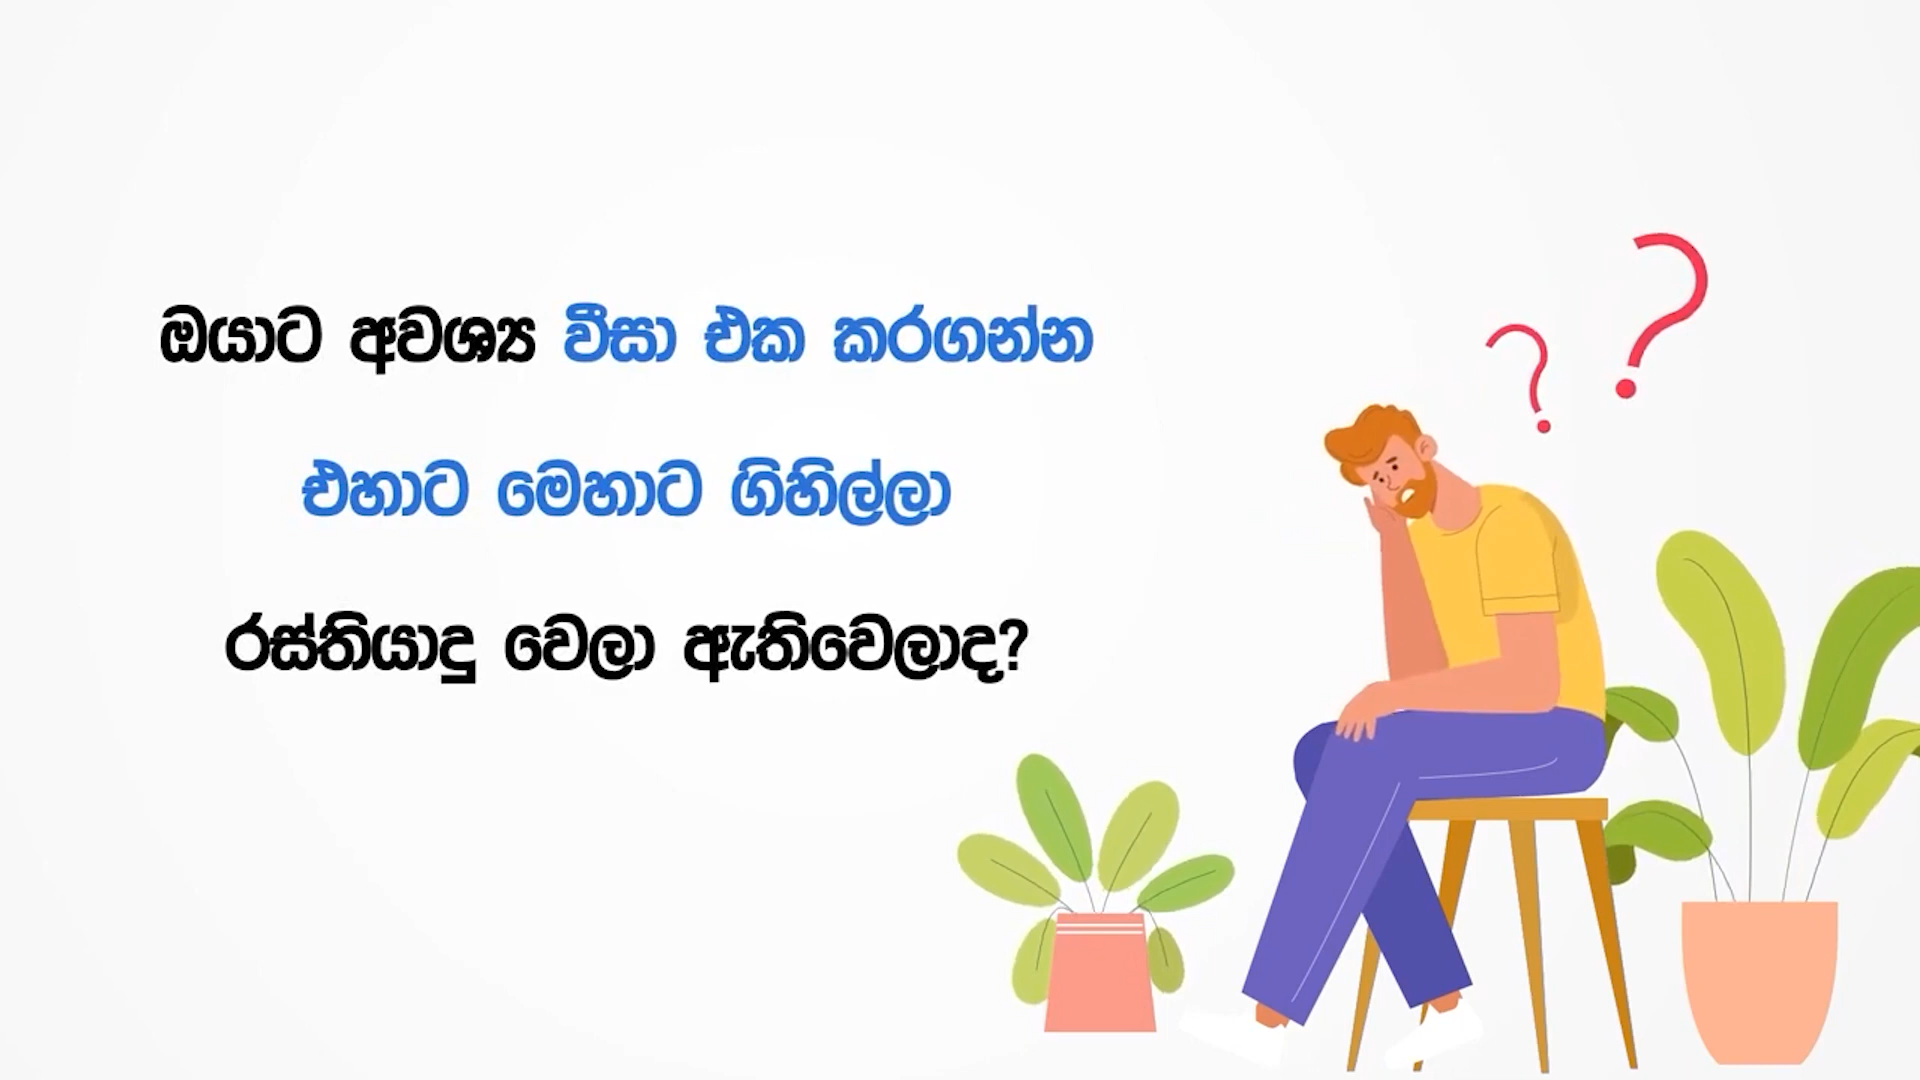 ඔයාට අවශ්‍ය වීසා එක කරගන්න
එහාට මෙහාට ගිහිල්ලා
රස්තියාදු වෙලා ඇතිවෙලාද?